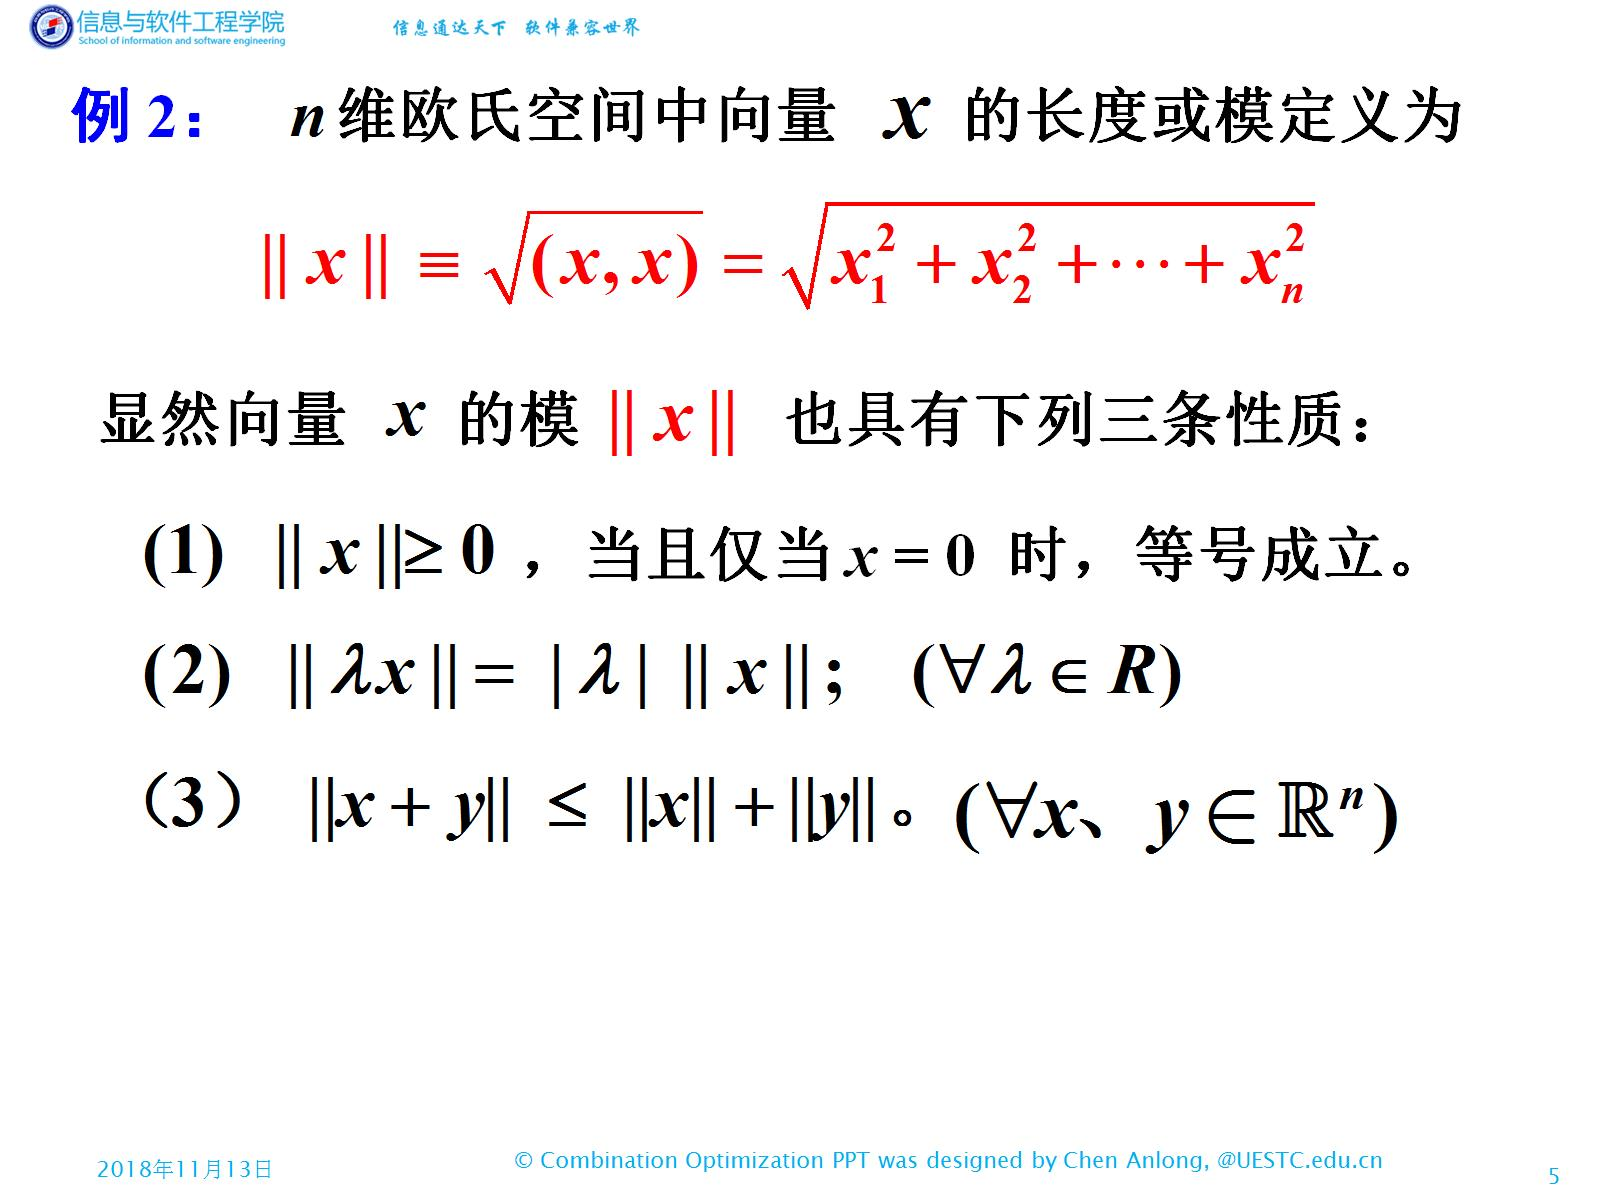 信息与软件工程学院 信息通达天下 软件兼容世界
School of information and software engineering
例 2： n 维欧氏空间中向量 x 的长度或模定义为
|| x || ≡ √(x, x) = √(x₁² + x₂² + ⋯ + xₙ²)
显然向量 x 的模 || x || 也具有下列三条性质：
(1) || x || ≥ 0 ，当且仅当 x = 0 时，等号成立。
(2) || λx || = | λ | || x ||; (∀λ ∈ R)
（3） ||x + y|| ≤ ||x|| + ||y|| 。(∀x、y ∈ ℝⁿ)
2018年11月13日 © Combination Optimization PPT was designed by Chen Anlong, @UESTC.edu.cn 5